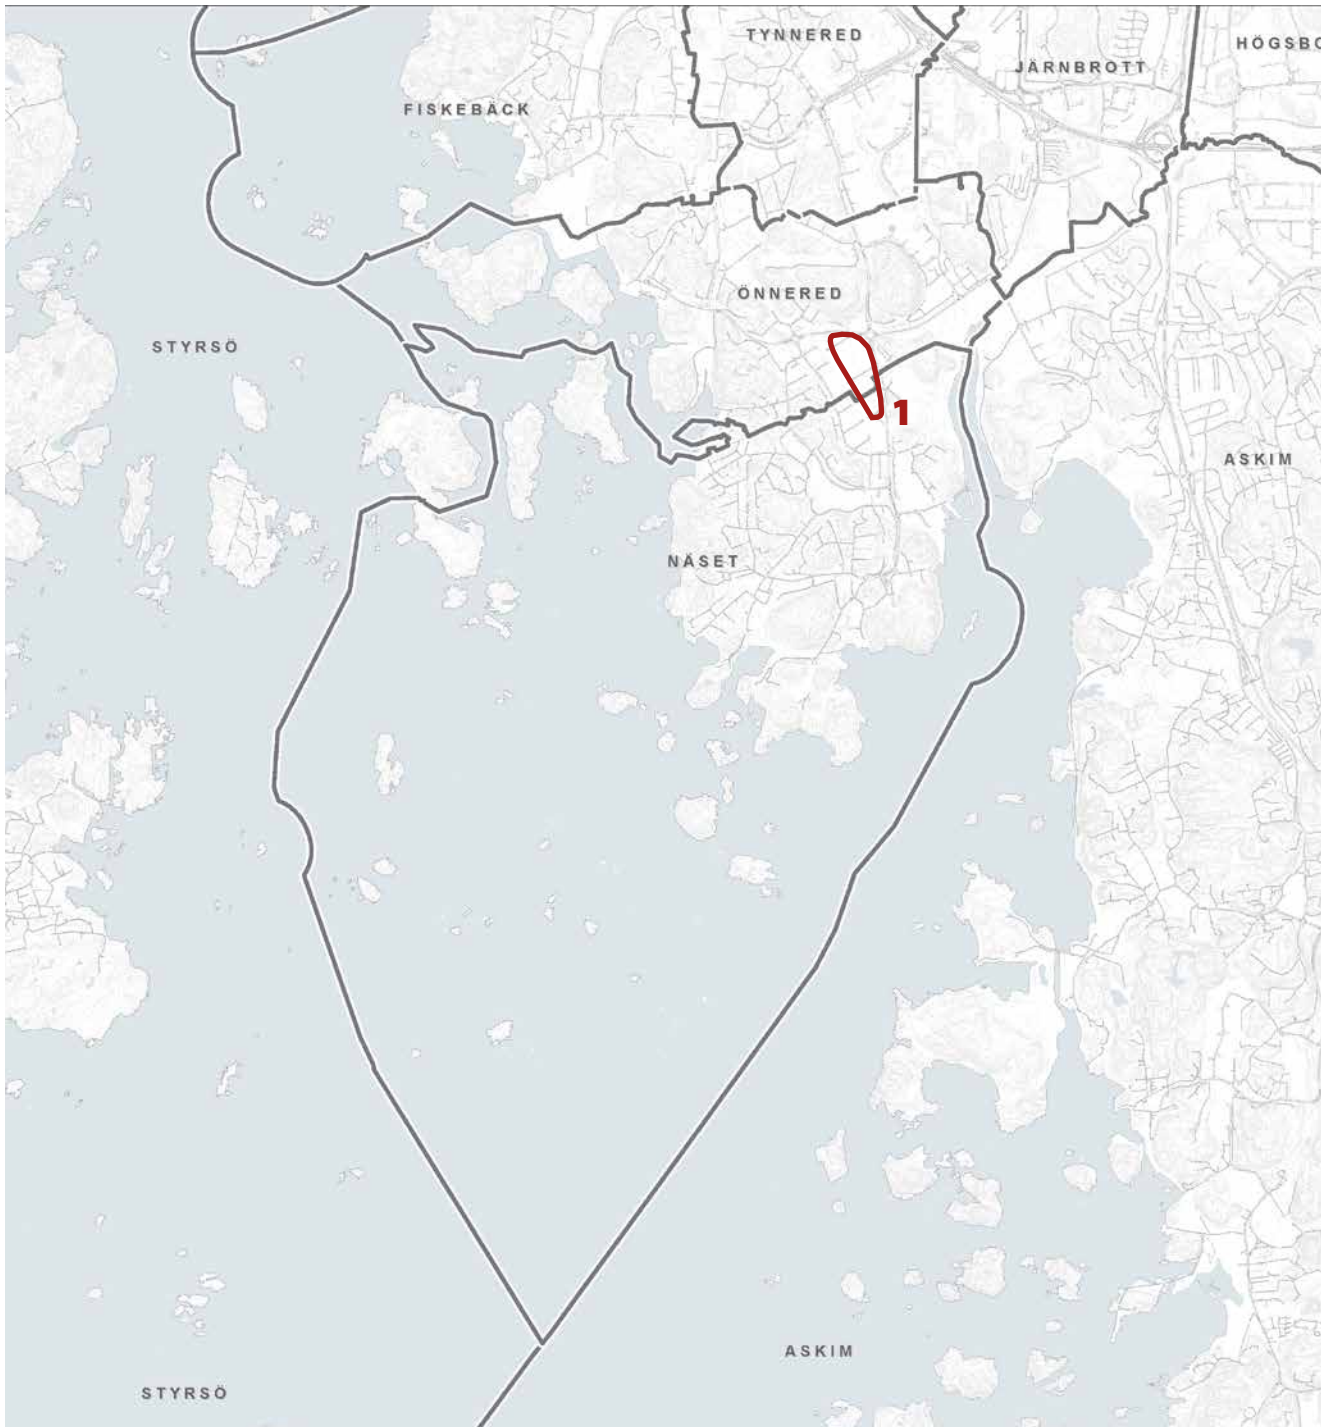 TYNNERED
HÖGSBO
JÄRNBROTT
FISKEBÄCK
ÖNNERED
STYRSÖ
1
ASKIM
NÄSET
ASKIM
STYRSÖ